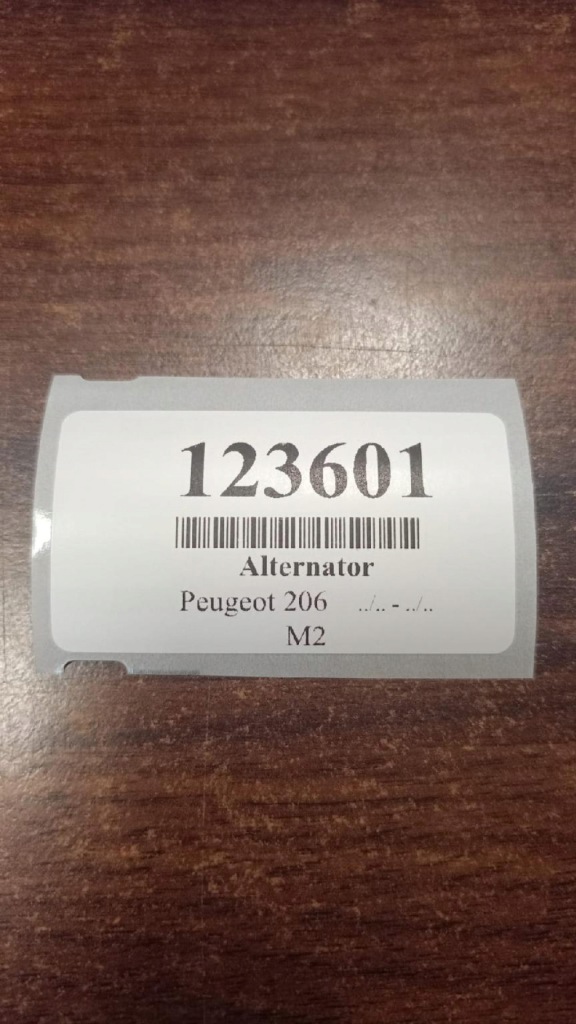 123601
Alternator
Peugeot 206 ../.. - ../..
M2